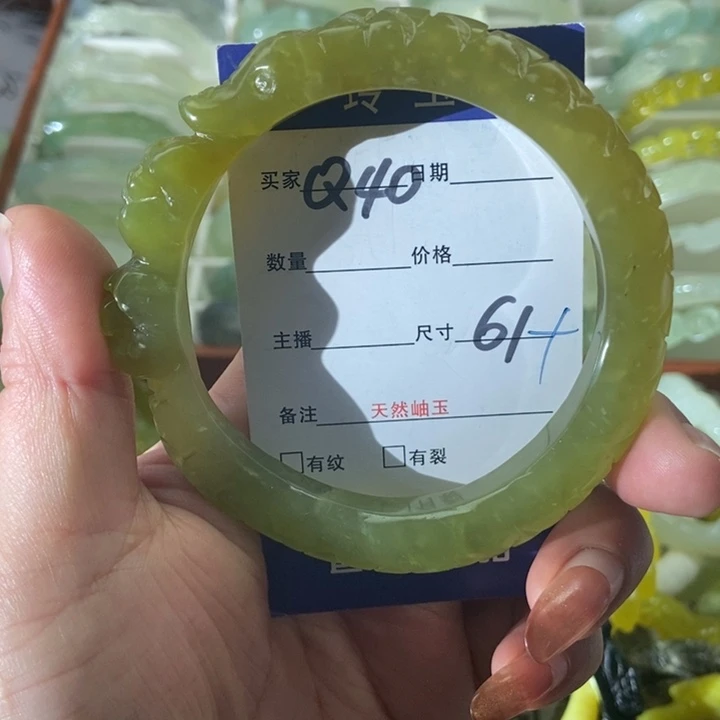 买家 Q40 日期
数量 价格
主播 尺寸 61+
备注 天然岫玉
□有纹 □有裂